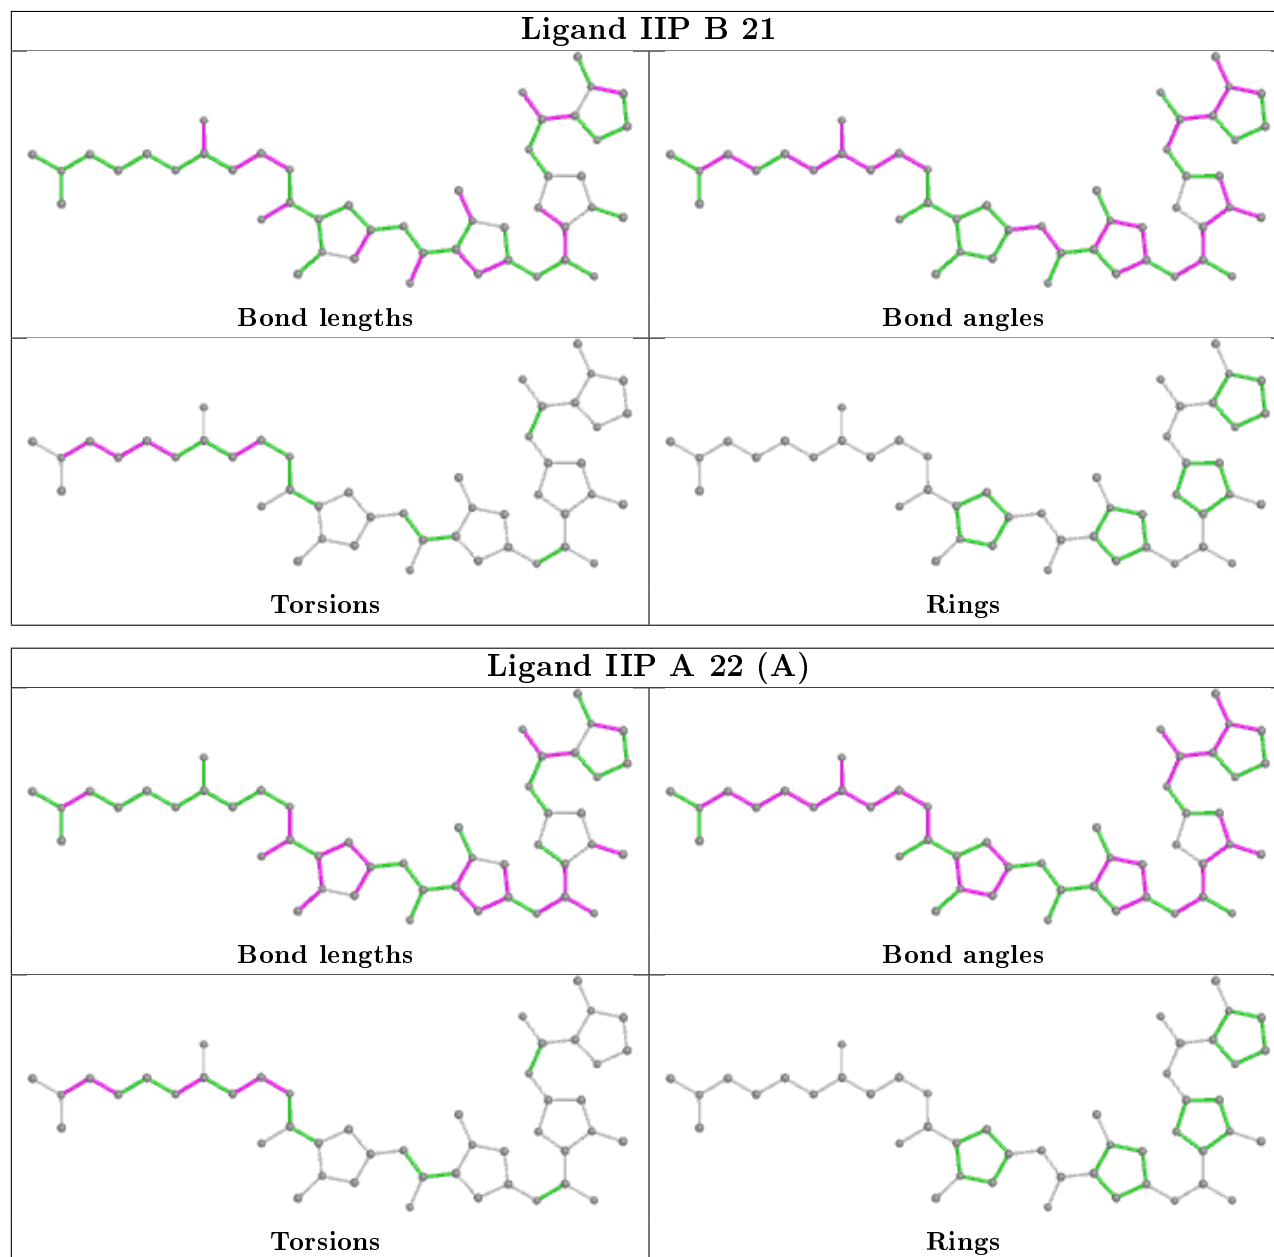 Ligand IIP B 21
Bond lengths
Bond angles
Torsions
Rings
Ligand IIP A 22 (A)
Bond lengths
Bond angles
Torsions
Rings